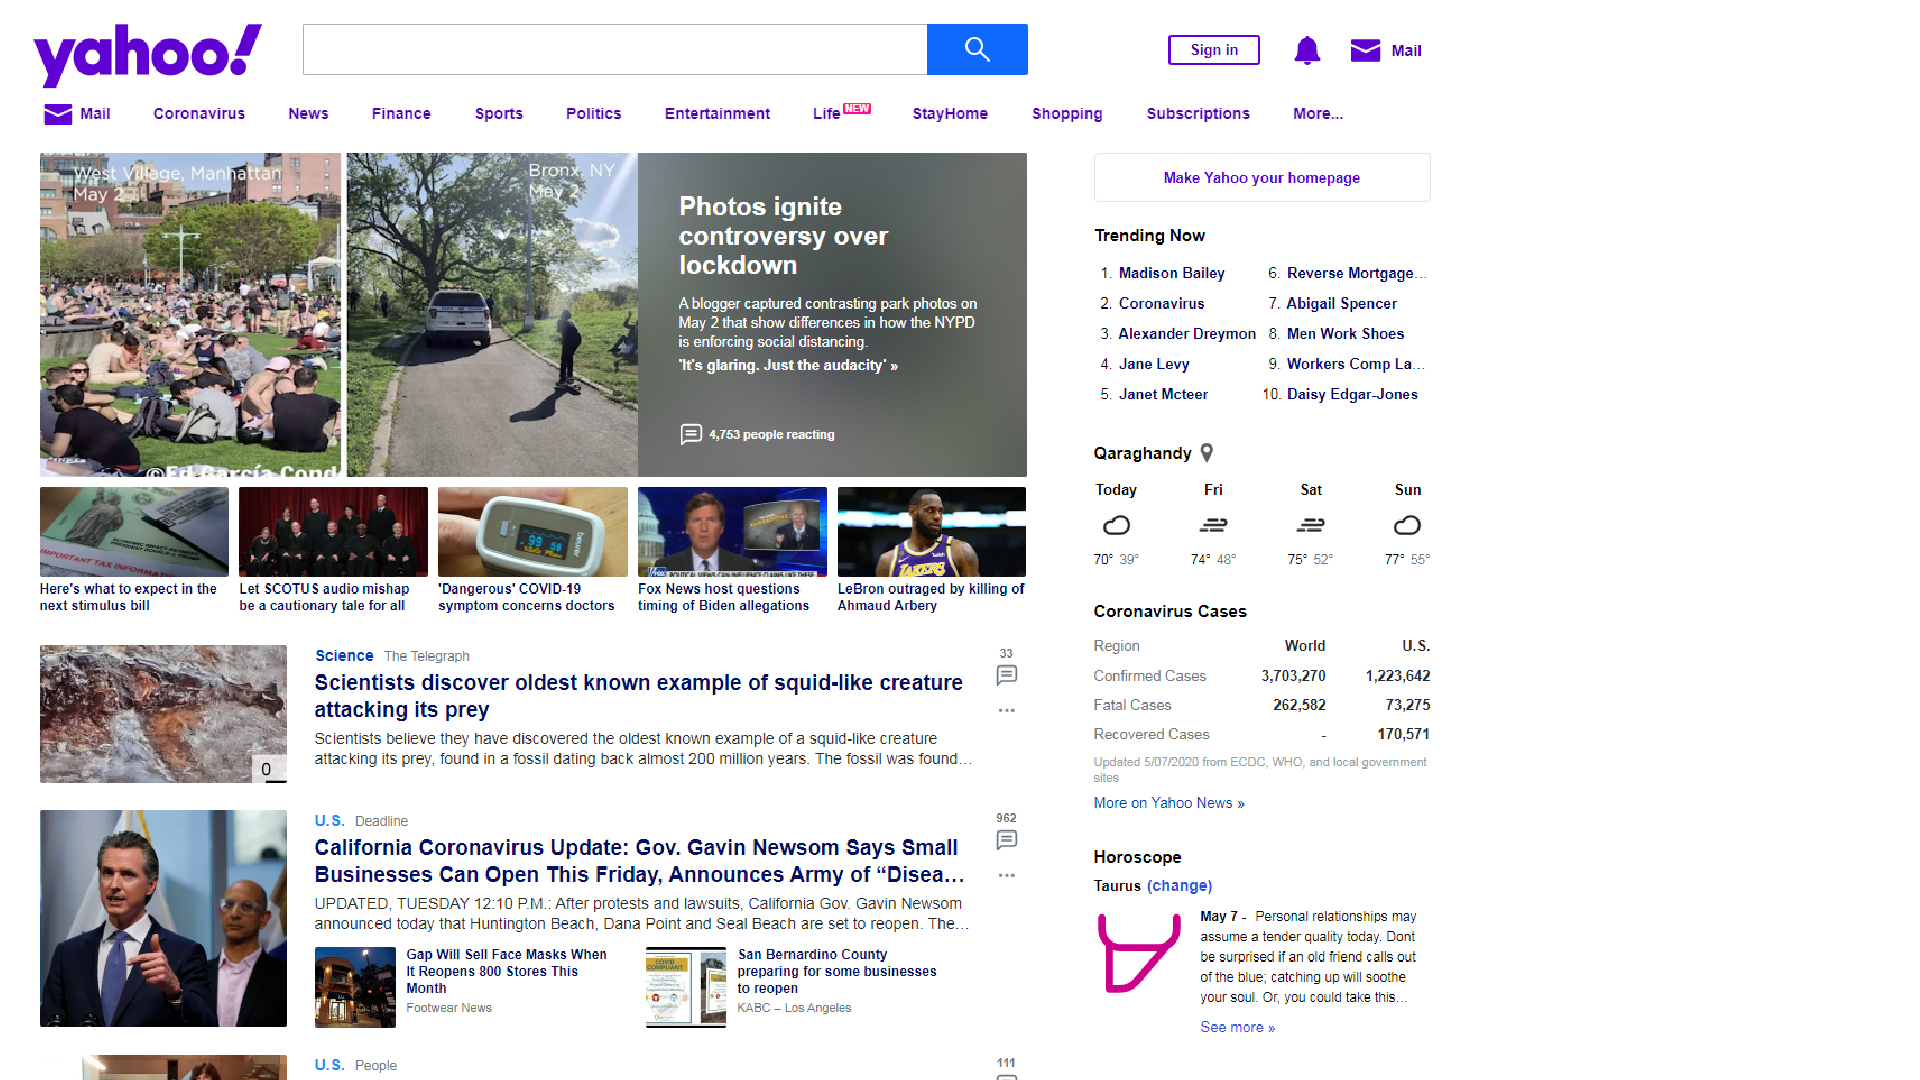 yahoo!
Sign in
Mail
Mail
Coronavirus
News
Finance
Sports
Politics
Entertainment
Life NEW
StayHome
Shopping
Subscriptions
More...
West Village, Manhattan
May 2
Bronx, NY
May 2
©Ed García Cond
Photos ignite
controversy over
lockdown
A blogger captured contrasting park photos on
May 2 that show differences in how the NYPD
is enforcing social distancing.
'It's glaring. Just the audacity' »
4,753 people reacting
Here's what to expect in the
next stimulus bill
Let SCOTUS audio mishap
be a cautionary tale for all
'Dangerous' COVID-19
symptom concerns doctors
Fox News host questions
timing of Biden allegations
LeBron outraged by killing of
Ahmaud Arbery
Science The Telegraph
Scientists discover oldest known example of squid-like creature
attacking its prey
Scientists believe they have discovered the oldest known example of a squid-like creature
attacking its prey, found in a fossil dating back almost 200 million years. The fossil was found...
33
0
U.S. Deadline
California Coronavirus Update: Gov. Gavin Newsom Says Small
Businesses Can Open This Friday, Announces Army of “Disea...
UPDATED, TUESDAY 12:10 P.M.: After protests and lawsuits, California Gov. Gavin Newsom
announced today that Huntington Beach, Dana Point and Seal Beach are set to reopen. The...
962
Gap Will Sell Face Masks When
It Reopens 800 Stores This
Month
Footwear News
San Bernardino County
preparing for some businesses
to reopen
KABC – Los Angeles
U.S. People
111
Make Yahoo your homepage
Trending Now
1. Madison Bailey
2. Coronavirus
3. Alexander Dreymon
4. Jane Levy
5. Janet Mcteer
6. Reverse Mortgage...
7. Abigail Spencer
8. Men Work Shoes
9. Workers Comp La...
10. Daisy Edgar-Jones
Qaraghandy
Today Fri Sat Sun
70° 39° 74° 48° 75° 52° 77° 55°
Coronavirus Cases
Region World U.S.
Confirmed Cases 3,703,270 1,223,642
Fatal Cases 262,582 73,275
Recovered Cases - 170,571
Updated 5/07/2020 from ECDC, WHO, and local government
sites
More on Yahoo News »
Horoscope
Taurus (change)
May 7 - Personal relationships may
assume a tender quality today. Dont
be surprised if an old friend calls out
of the blue; catching up will soothe
your soul. Or, you could take this...
See more »